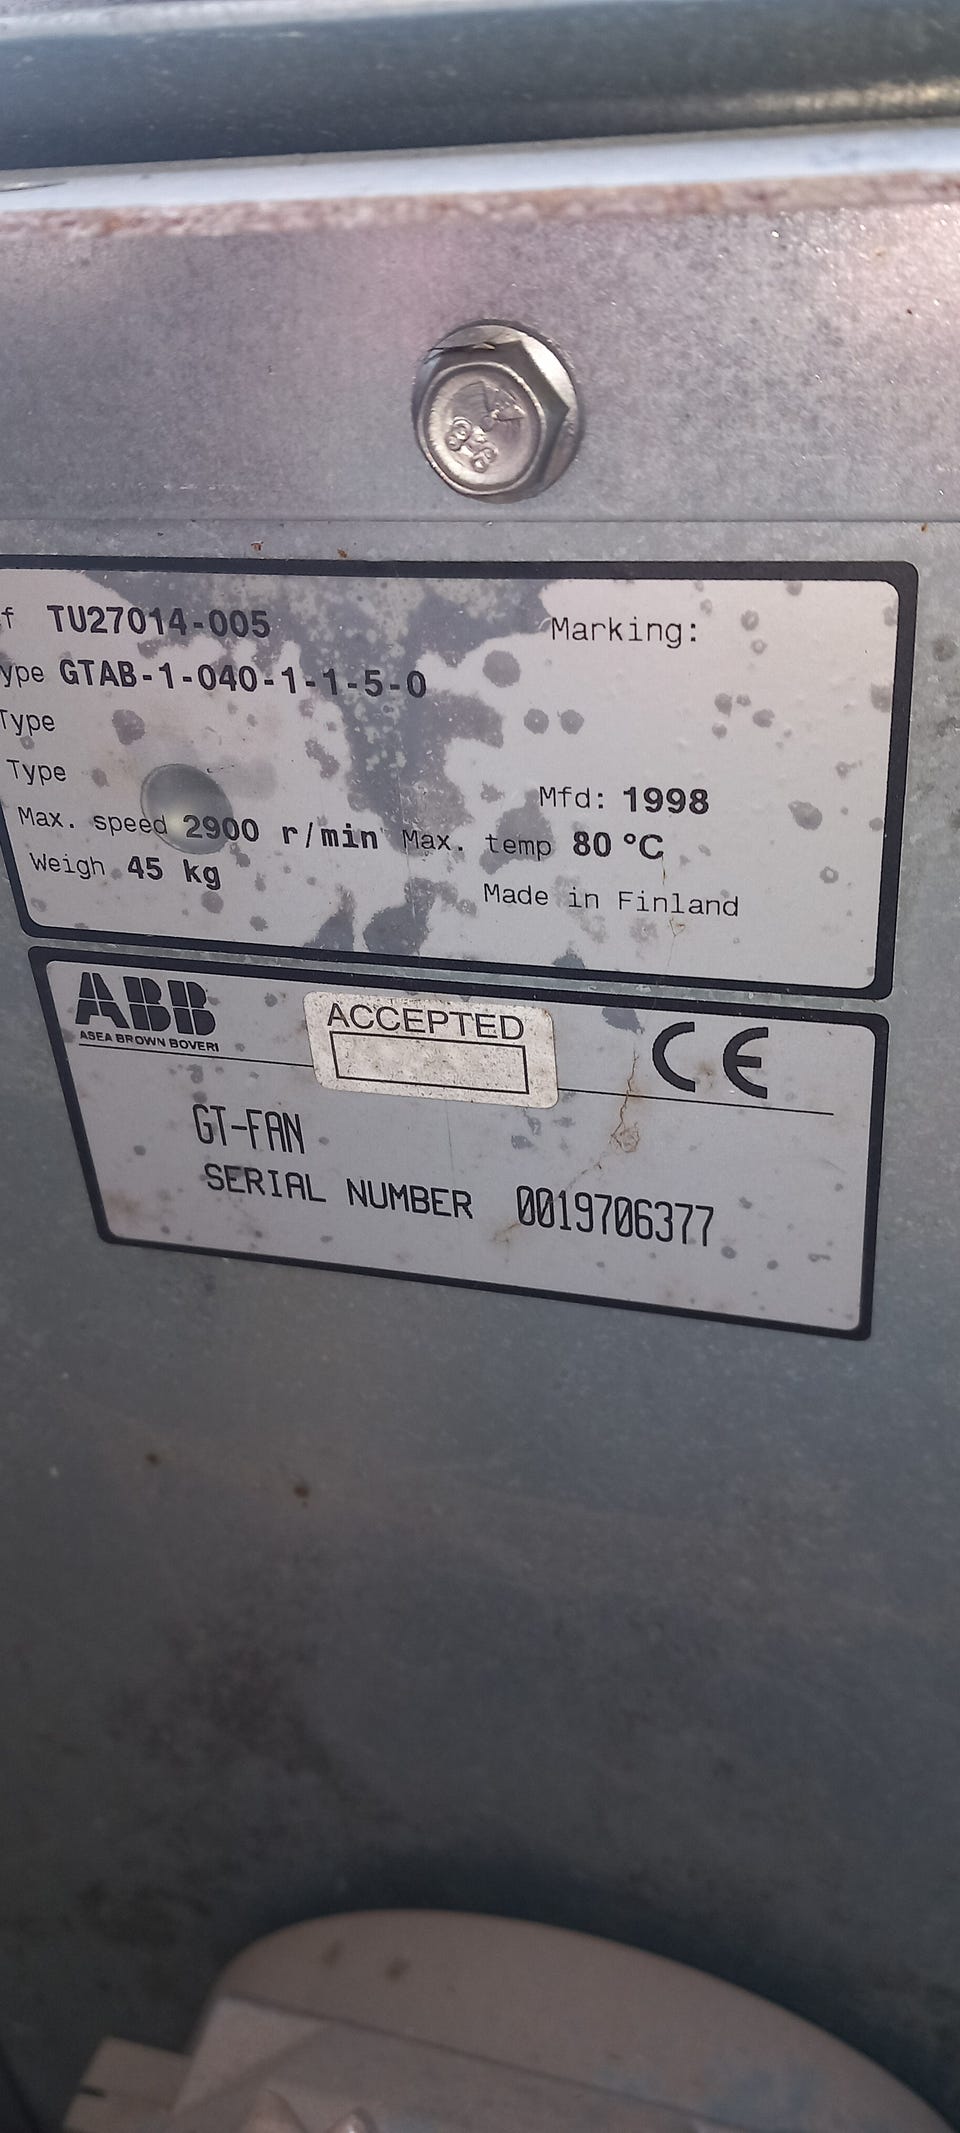 f TU27014-005
Marking:
ype GTAB-1-040-1-1-5-0
Type
Type
Mfd: 1998
Max. speed 2900 r/min Max. temp 80 °C
Weigh 45 kg
Made in Finland
ABB
ASEA BROWN BOVERI
ACCEPTED
CE
GT-FAN
SERIAL NUMBER 0019706377